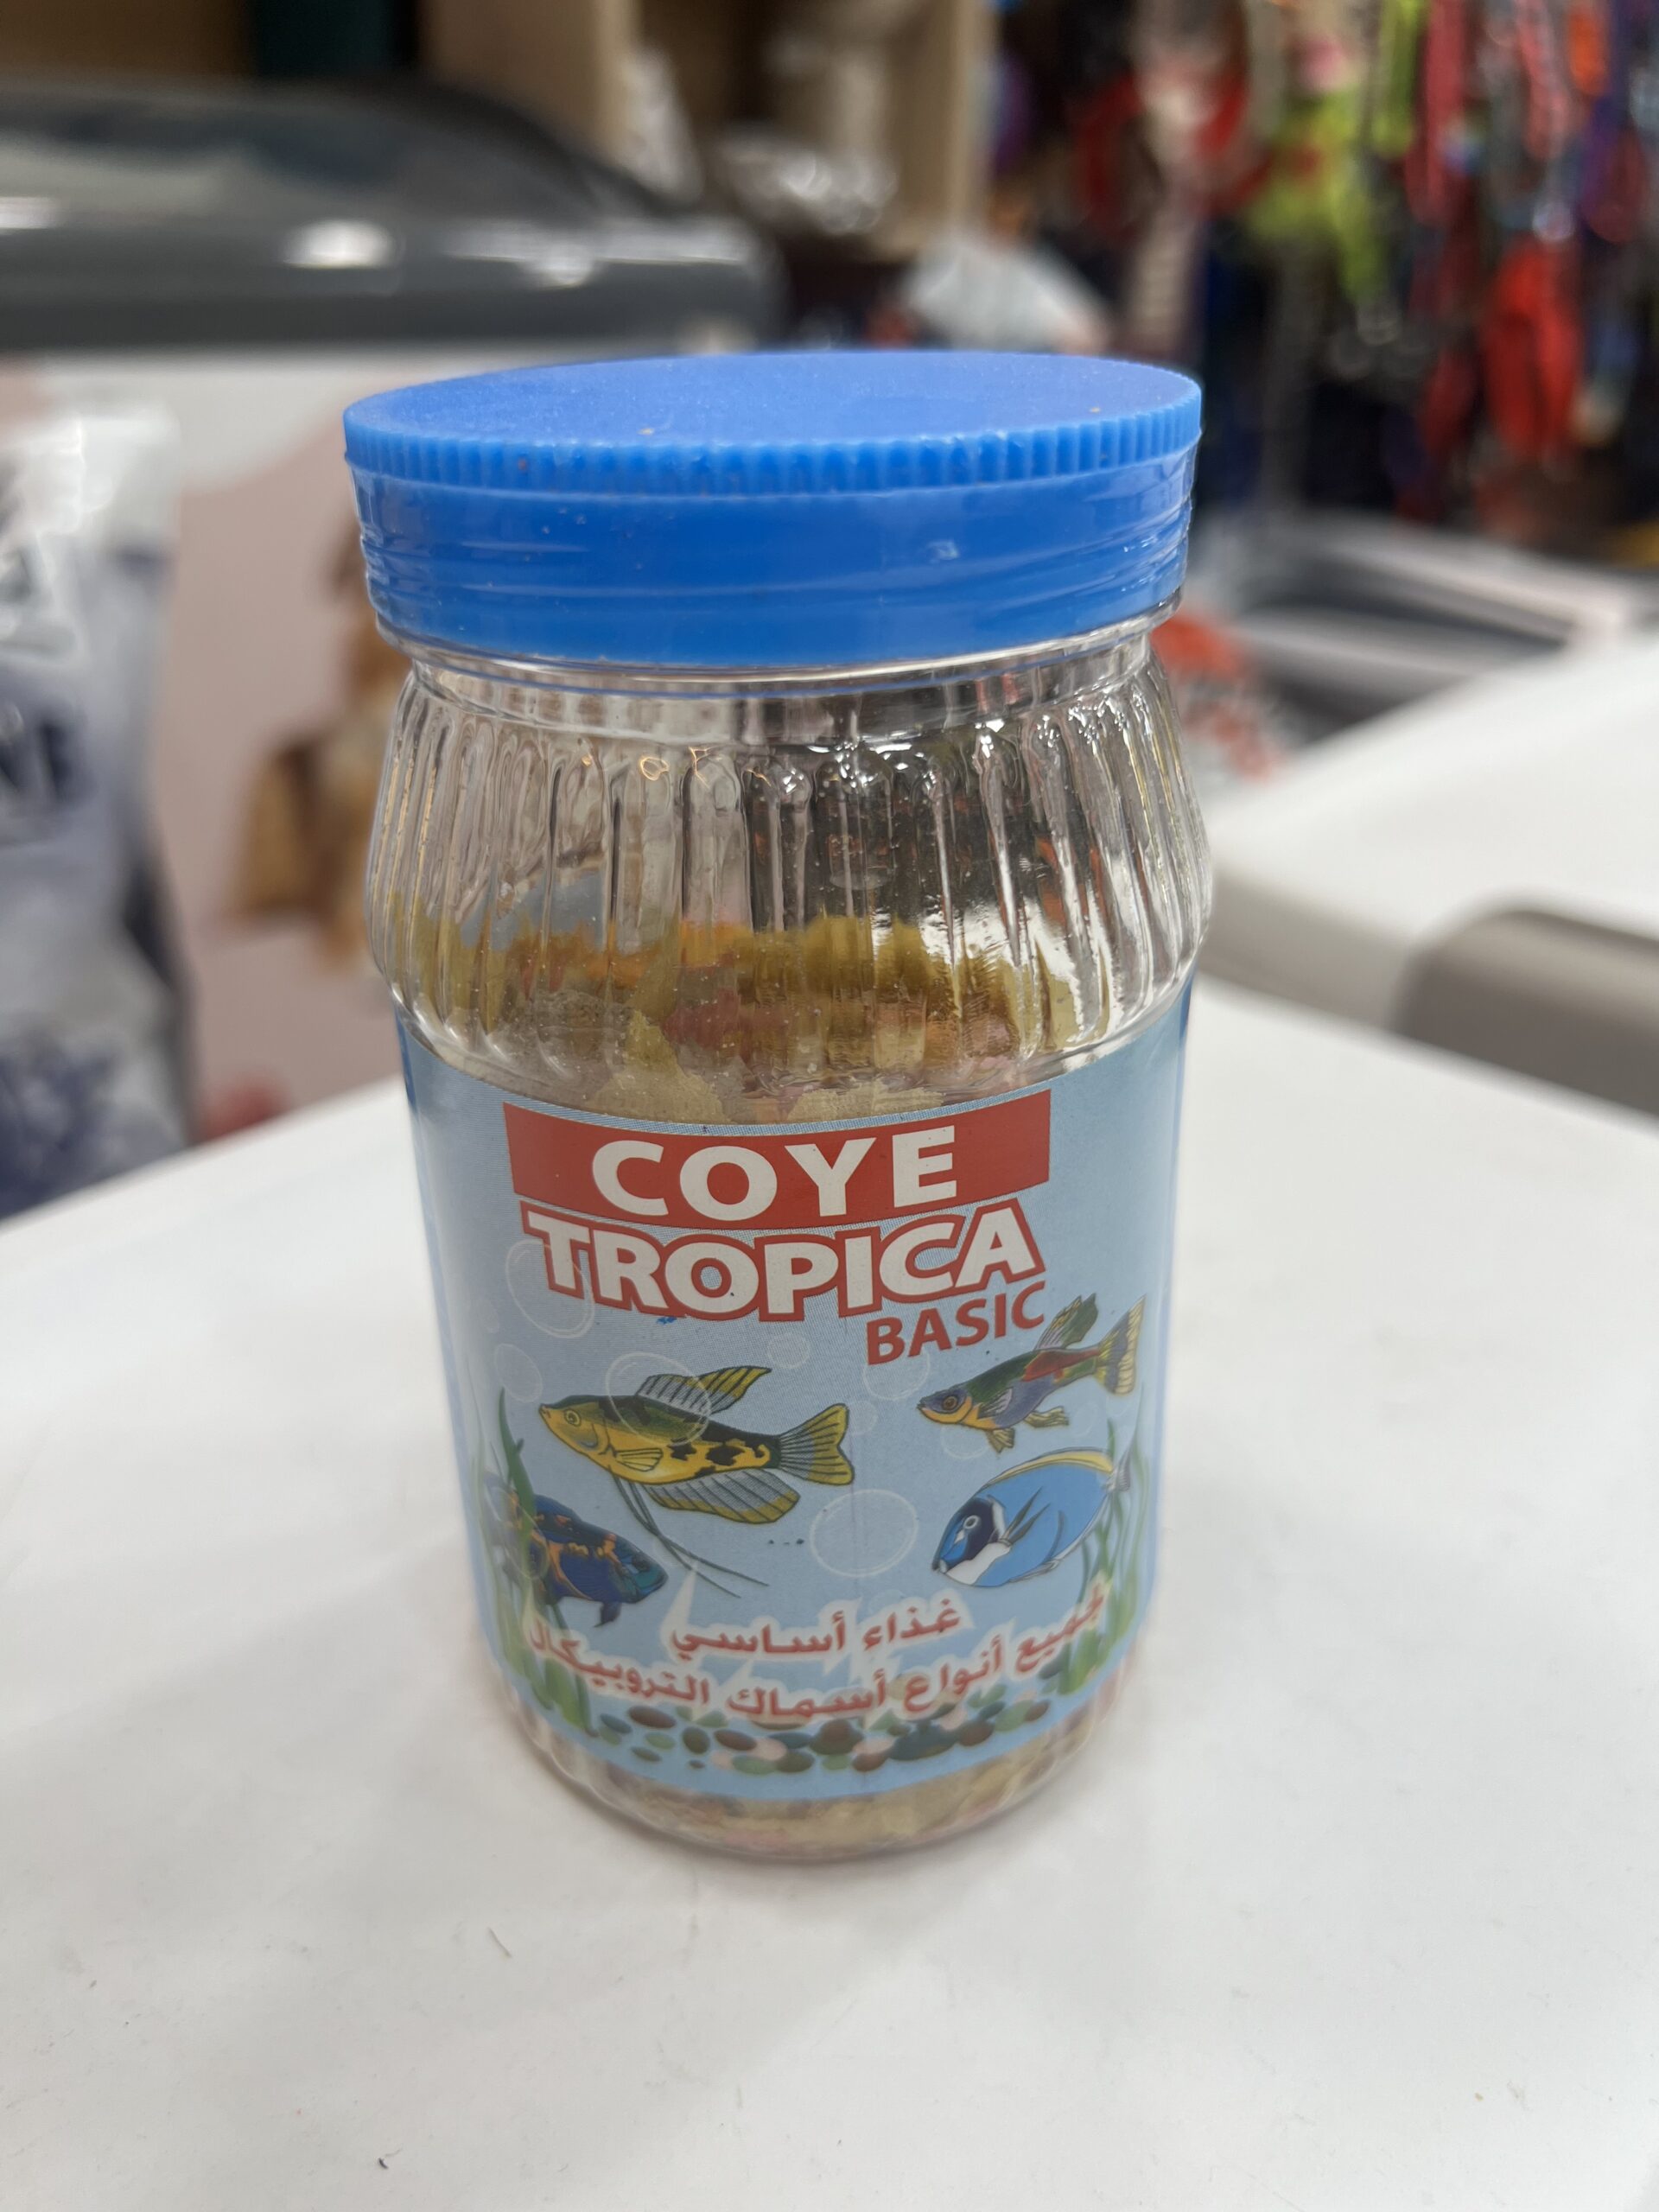 COYE
TROPICA
BASIC
غذاء أساسي
لجميع أنواع أسماك التروبيكال